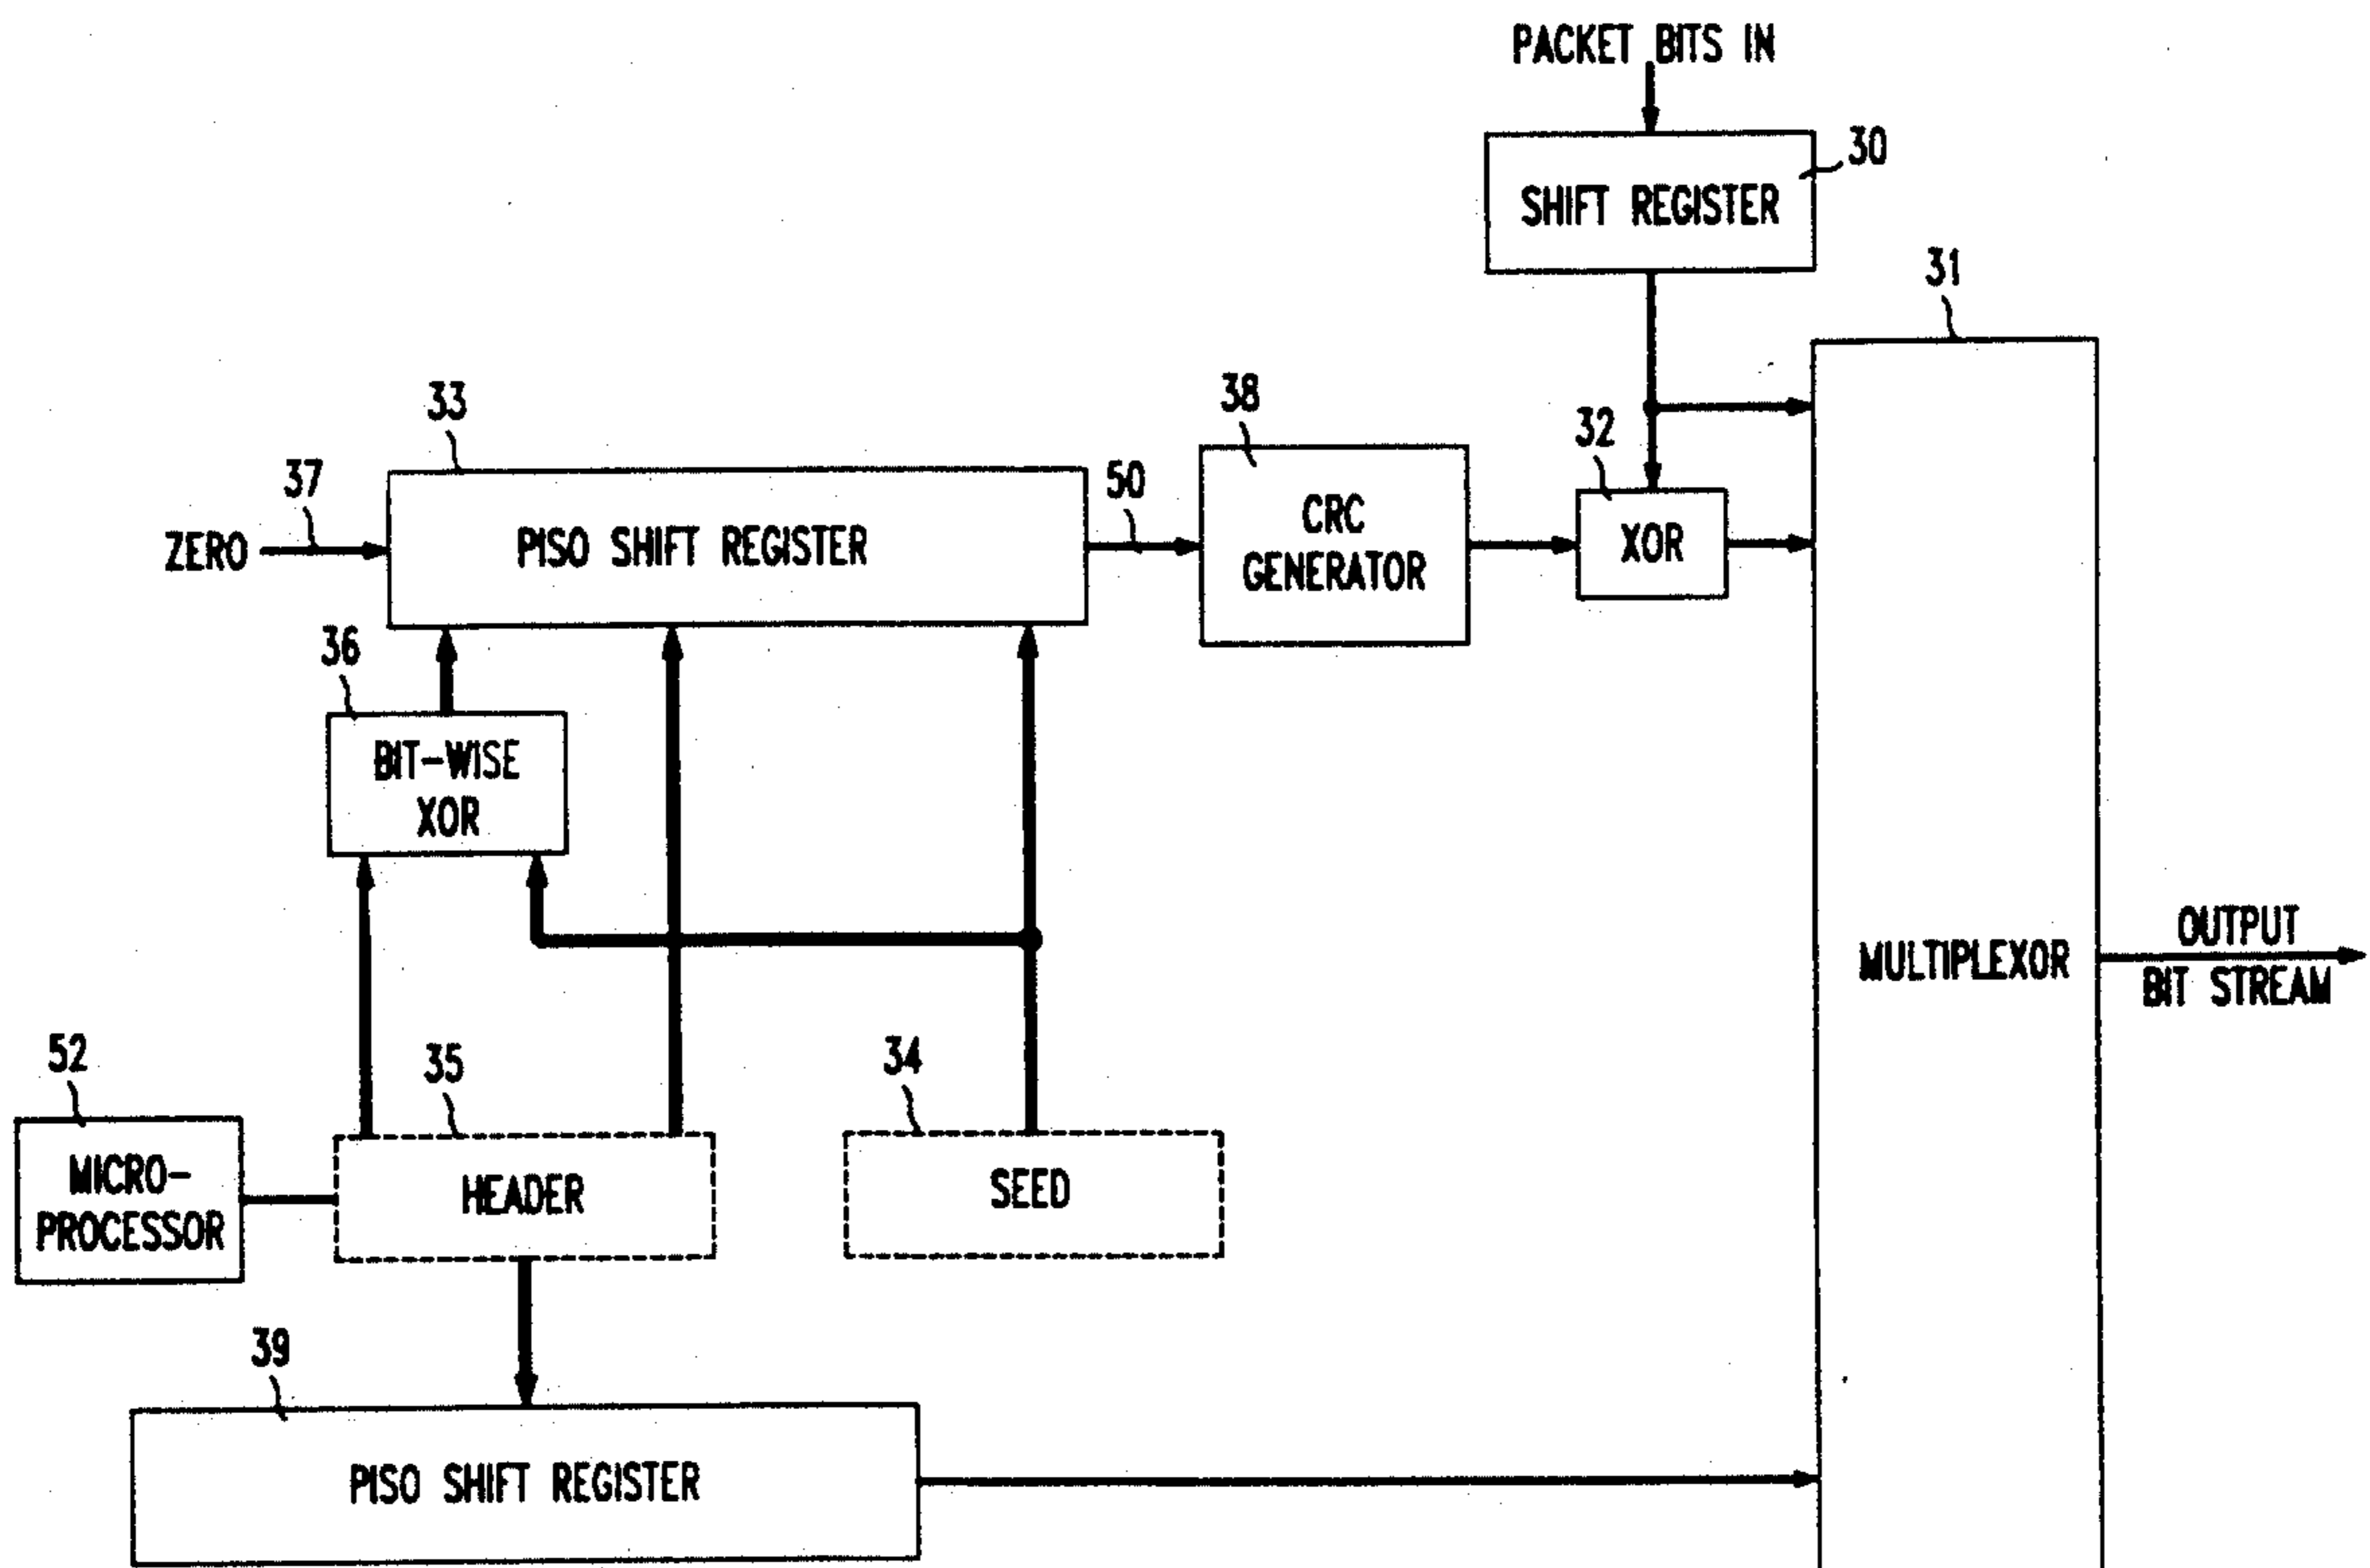 PACKET BITS IN
30
SHIFT REGISTER
31
33
38
32
37
50
ZERO
PISO SHIFT REGISTER
CRC
GENERATOR
XOR
36
BIT-WISE
XOR
MULTIPLEXOR
OUTPUT
BIT STREAM
52
35
34
MICRO-
PROCESSOR
HEADER
SEED
39
PISO SHIFT REGISTER